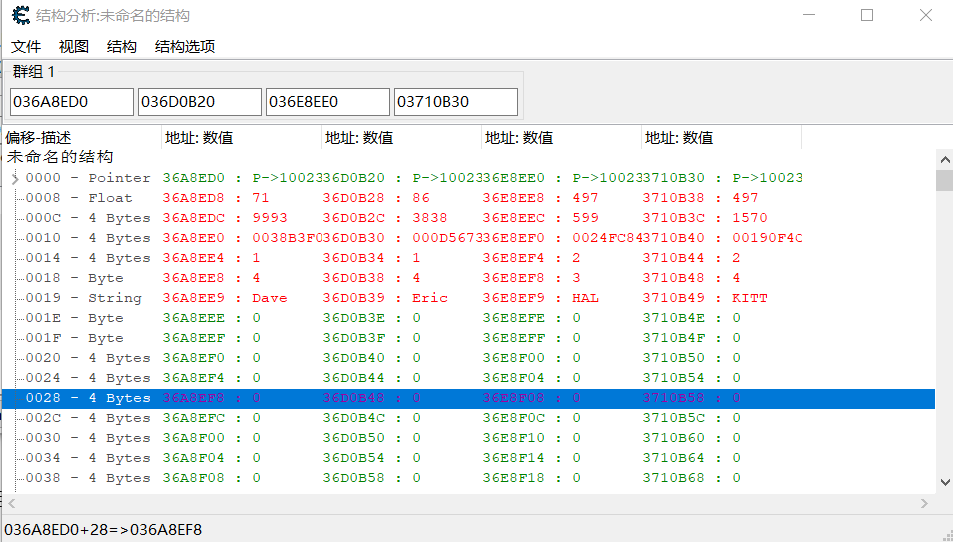 结构分析:未命名的结构
文件 视图 结构 结构选项
群组 1
036A8ED0 036D0B20 036E8EE0 03710B30
偏移-描述 地址: 数值 地址: 数值 地址: 数值 地址: 数值
未命名的结构
0000 - Pointer 36A8ED0 : P->10023 36D0B20 : P->10023 36E8EE0 : P->10023 3710B30 : P->10023
0008 - Float 36A8ED8 : 71 36D0B28 : 86 36E8EE8 : 497 3710B38 : 497
000C - 4 Bytes 36A8EDC : 9993 36D0B2C : 3838 36E8EEC : 599 3710B3C : 1570
0010 - 4 Bytes 36A8EE0 : 0038B3F0 36D0B30 : 000D5673 36E8EF0 : 0024FC84 3710B40 : 00190F4C
0014 - 4 Bytes 36A8EE4 : 1 36D0B34 : 1 36E8EF4 : 2 3710B44 : 2
0018 - Byte 36A8EE8 : 4 36D0B38 : 4 36E8EF8 : 3 3710B48 : 4
0019 - String 36A8EE9 : Dave 36D0B39 : Eric 36E8EF9 : HAL 3710B49 : KITT
001E - Byte 36A8EEE : 0 36D0B3E : 0 36E8EFE : 0 3710B4E : 0
001F - Byte 36A8EEF : 0 36D0B3F : 0 36E8EFF : 0 3710B4F : 0
0020 - 4 Bytes 36A8EF0 : 0 36D0B40 : 0 36E8F00 : 0 3710B50 : 0
0024 - 4 Bytes 36A8EF4 : 0 36D0B44 : 0 36E8F04 : 0 3710B54 : 0
0028 - 4 Bytes 36A8EF8 : 0 36D0B48 : 0 36E8F08 : 0 3710B58 : 0
002C - 4 Bytes 36A8EFC : 0 36D0B4C : 0 36E8F0C : 0 3710B5C : 0
0030 - 4 Bytes 36A8F00 : 0 36D0B50 : 0 36E8F10 : 0 3710B60 : 0
0034 - 4 Bytes 36A8F04 : 0 36D0B54 : 0 36E8F14 : 0 3710B64 : 0
0038 - 4 Bytes 36A8F08 : 0 36D0B58 : 0 36E8F18 : 0 3710B68 : 0
036A8ED0+28=>036A8EF8